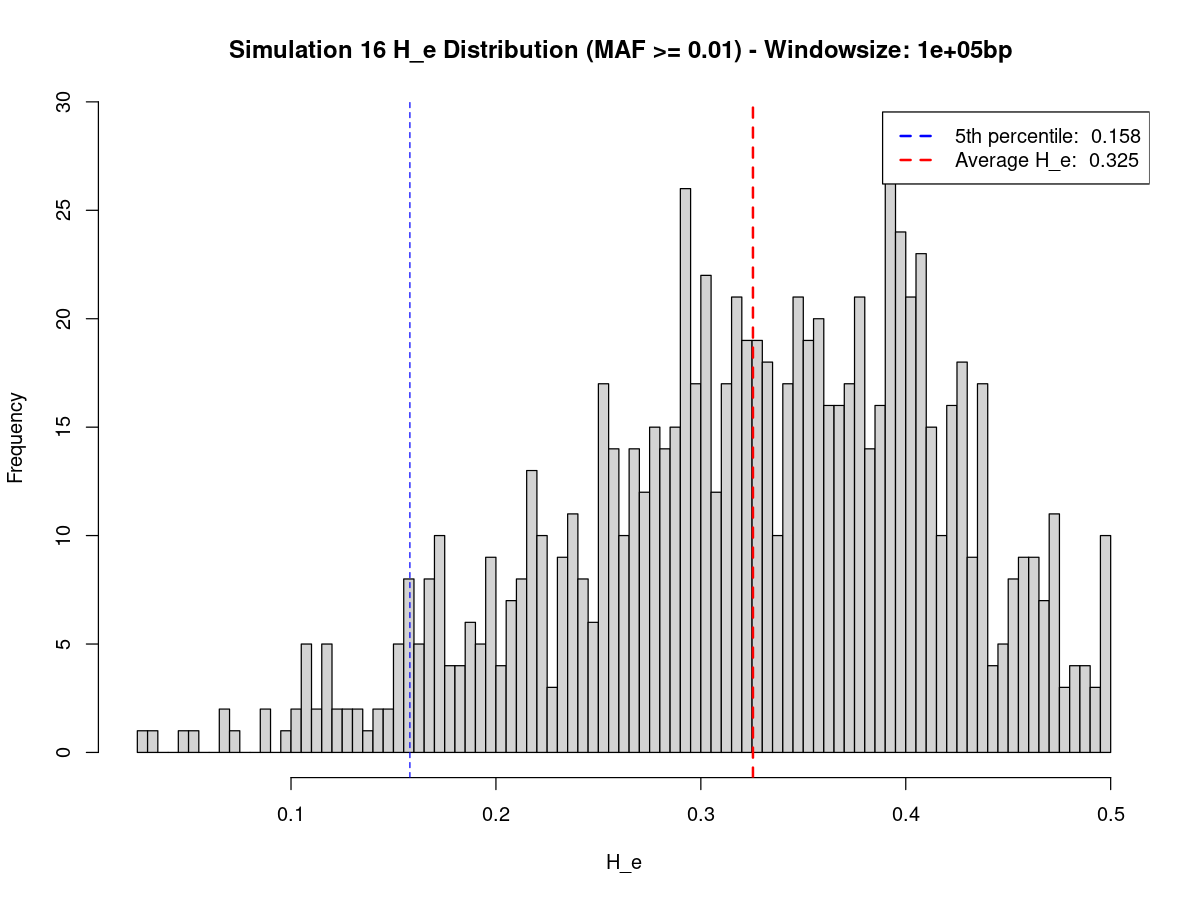 Simulation 16 H_e Distribution (MAF >= 0.01) - Windowsize: 1e+05bp
5th percentile: 0.158
Average H_e: 0.325
Frequency
30
25
20
15
10
5
0
0.1 0.2 0.3 0.4 0.5
H_e